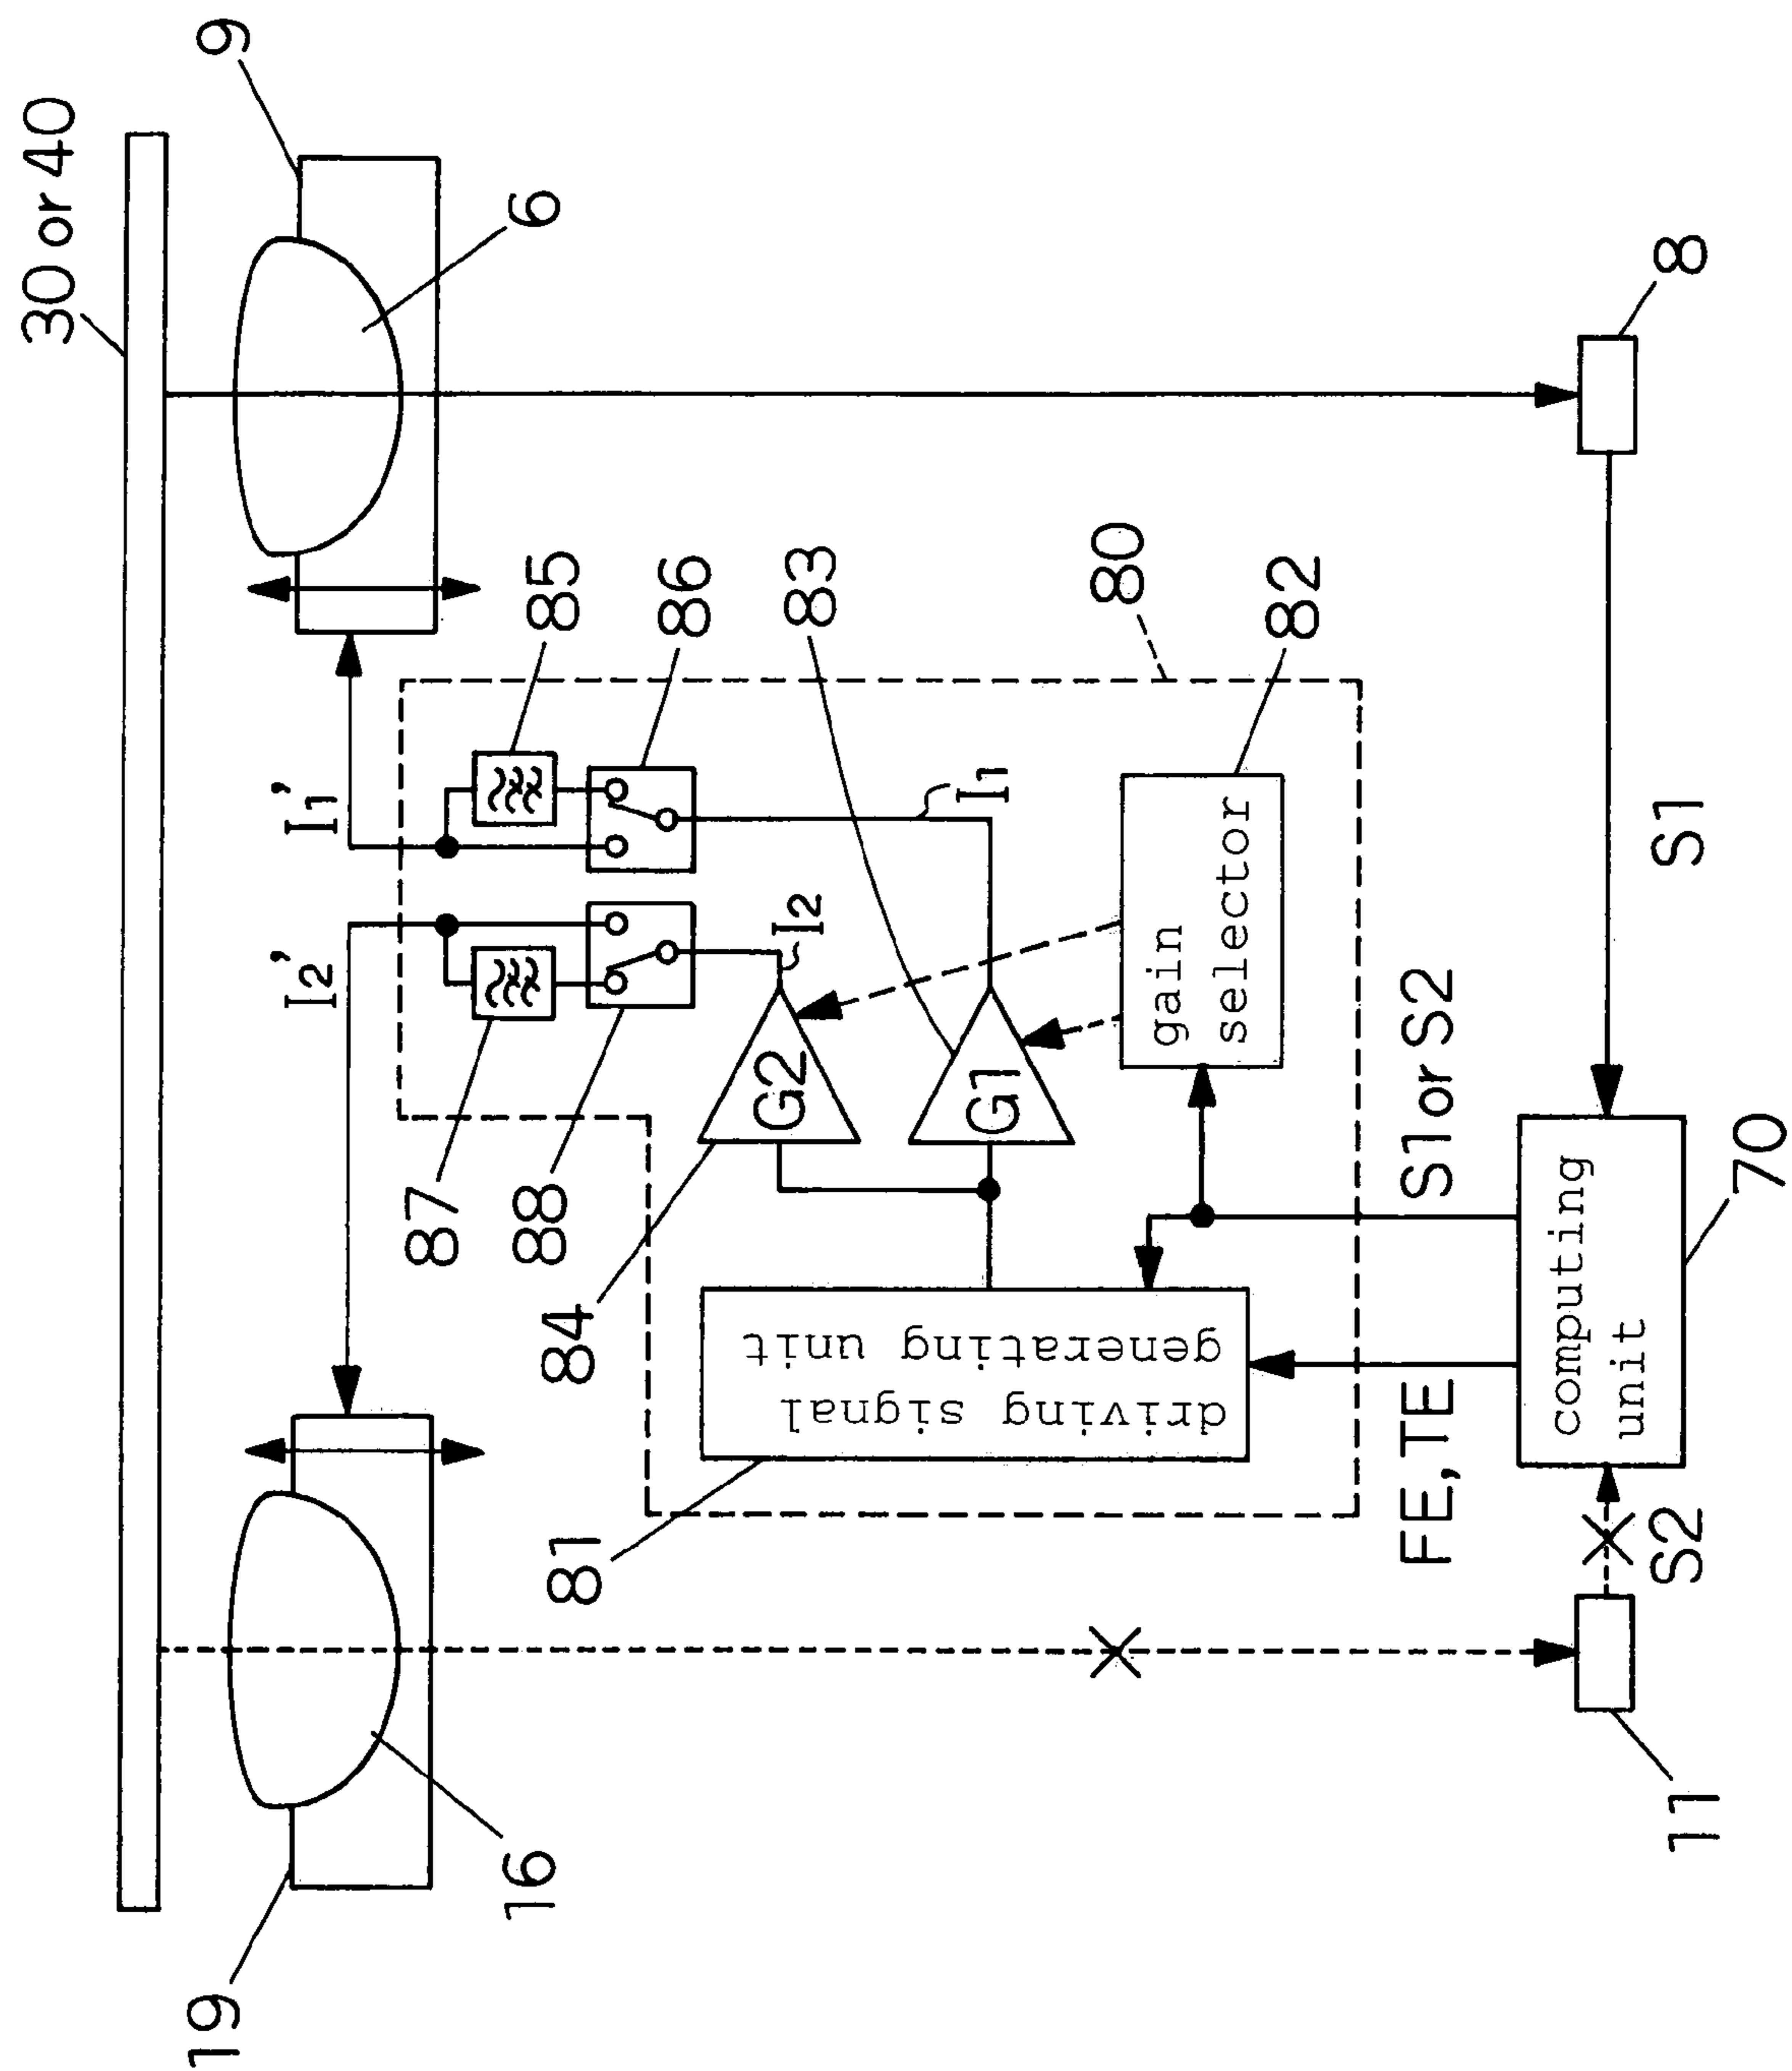 30 or 40
9
19
6
16
I1'
I2'
85
86
83
87
88
84
80
82
I2
I1
G2
G1
gain
selector
driving signal
generating unit
81
S1 or S2
FE,TE
8
S1
computing
unit
70
S2
11